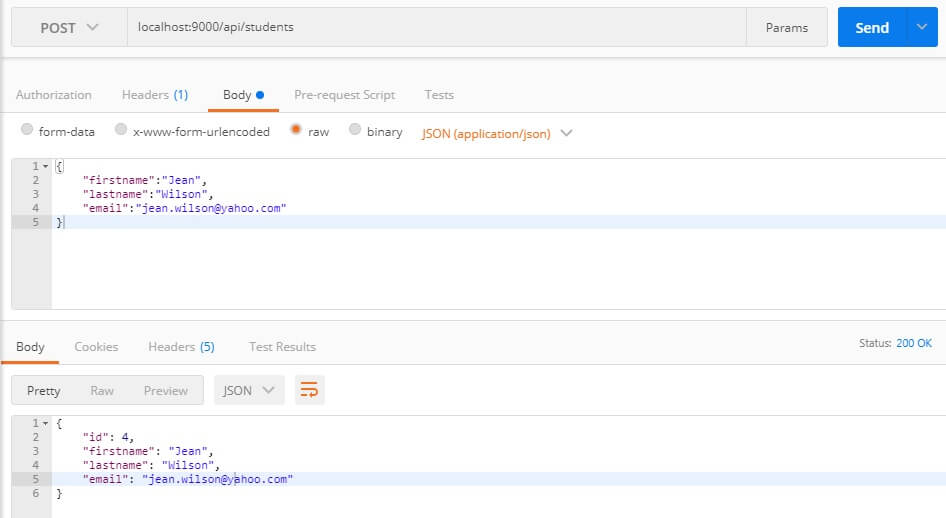 POST localhost:9000/api/students Params Send
Authorization Headers (1) Body Pre-request Script Tests
form-data x-www-form-urlencoded raw binary JSON (application/json)
1 {
2 "firstname":"Jean",
3 "lastname":"Wilson",
4 "email":"jean.wilson@yahoo.com"
5 }
Body Cookies Headers (5) Test Results Status: 200 OK
Pretty Raw Preview JSON
1 {
2 "id": 4,
3 "firstname": "Jean",
4 "lastname": "Wilson",
5 "email": "jean.wilson@yahoo.com"
6 }